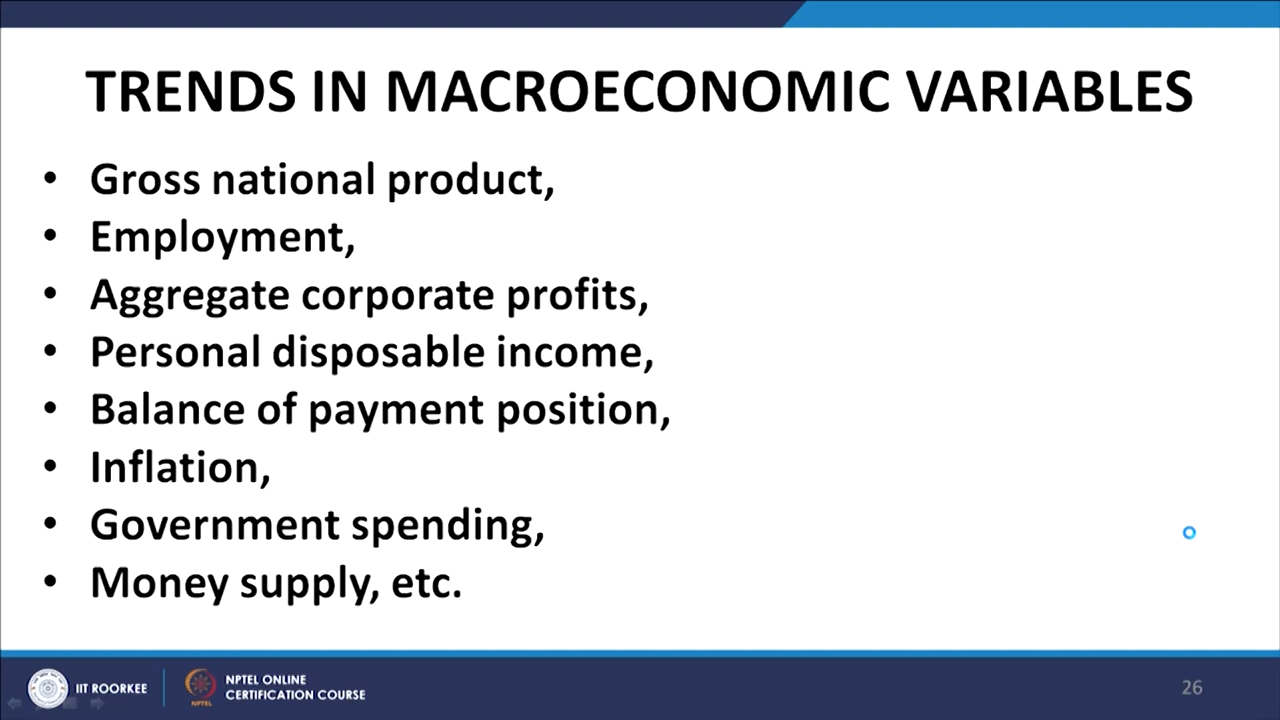 TRENDS IN MACROECONOMIC VARIABLES
• Gross national product,
• Employment,
• Aggregate corporate profits,
• Personal disposable income,
• Balance of payment position,
• Inflation,
• Government spending,
• Money supply, etc.
IIT ROORKEE
NPTEL
NPTEL ONLINE
CERTIFICATION COURSE
26